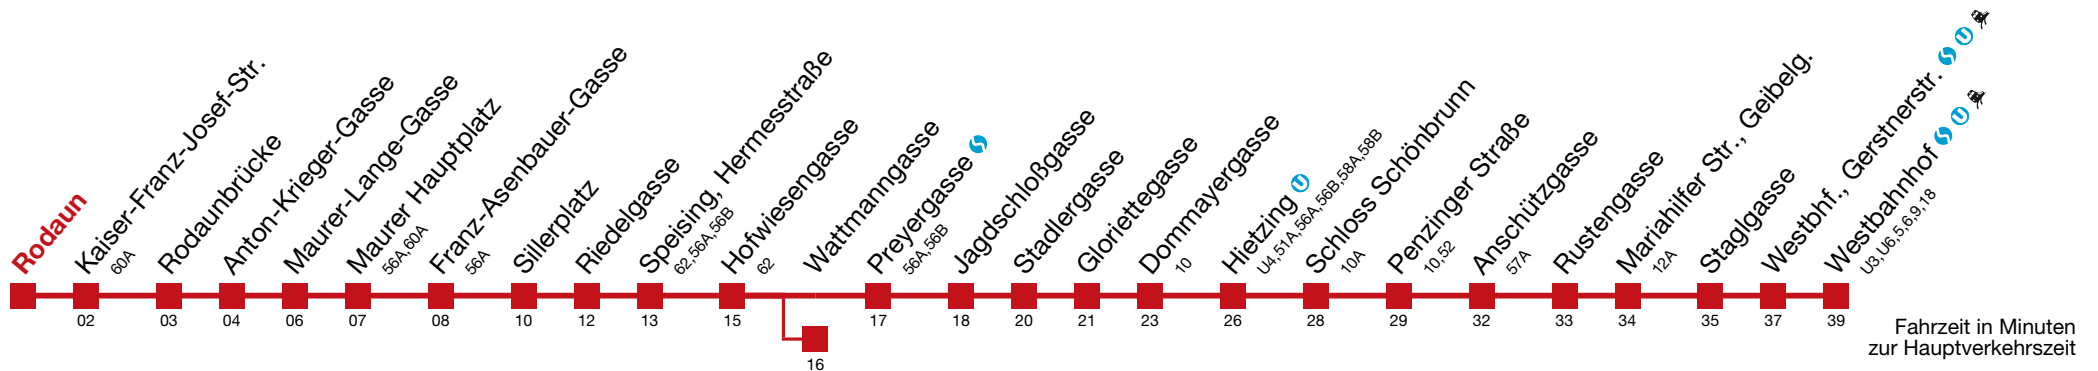 Rodaun
Kaiser-Franz-Josef-Str.
60A
Rodaunbrücke
Anton-Krieger-Gasse
Maurer-Lange-Gasse
Maurer Hauptplatz
56A,60A
Franz-Asenbauer-Gasse
56A
Sillerplatz
Riedelgasse
Speising, Hermesstraße
62,56A,56B
Hofwiesengasse
62
Wattmanngasse
Preyergasse
56A,56B
Jagdschloßgasse
Stadlergasse
Gloriettegasse
Dommayergasse
10
Hietzing U
U4,51A,56A,56B,58A,58B
Schloss Schönbrunn
10A
Penzinger Straße
10,52
Anschützgasse
57A
Rustengasse
Mariahilfer Str., Geibelg.
12A
Staglgasse
Westbhf., Gerstnerstr. U
Westbahnhof U
U3,U6,5,6,9,18
02 03 04 06 07 08 10 12 13 15 17 18 20 21 23 26 28 29 32 33 34 35 37 39
16
Fahrzeit in Minuten
zur Hauptverkehrszeit